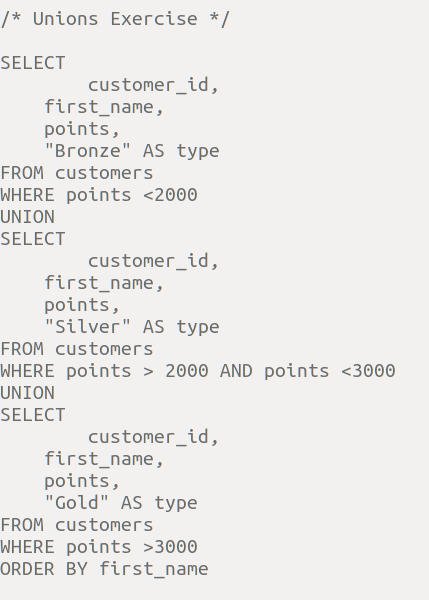 /* Unions Exercise */
SELECT
customer_id,
first_name,
points,
"Bronze" AS type
FROM customers
WHERE points <2000
UNION
SELECT
customer_id,
first_name,
points,
"Silver" AS type
FROM customers
WHERE points > 2000 AND points <3000
UNION
SELECT
customer_id,
first_name,
points,
"Gold" AS type
FROM customers
WHERE points >3000
ORDER BY first_name